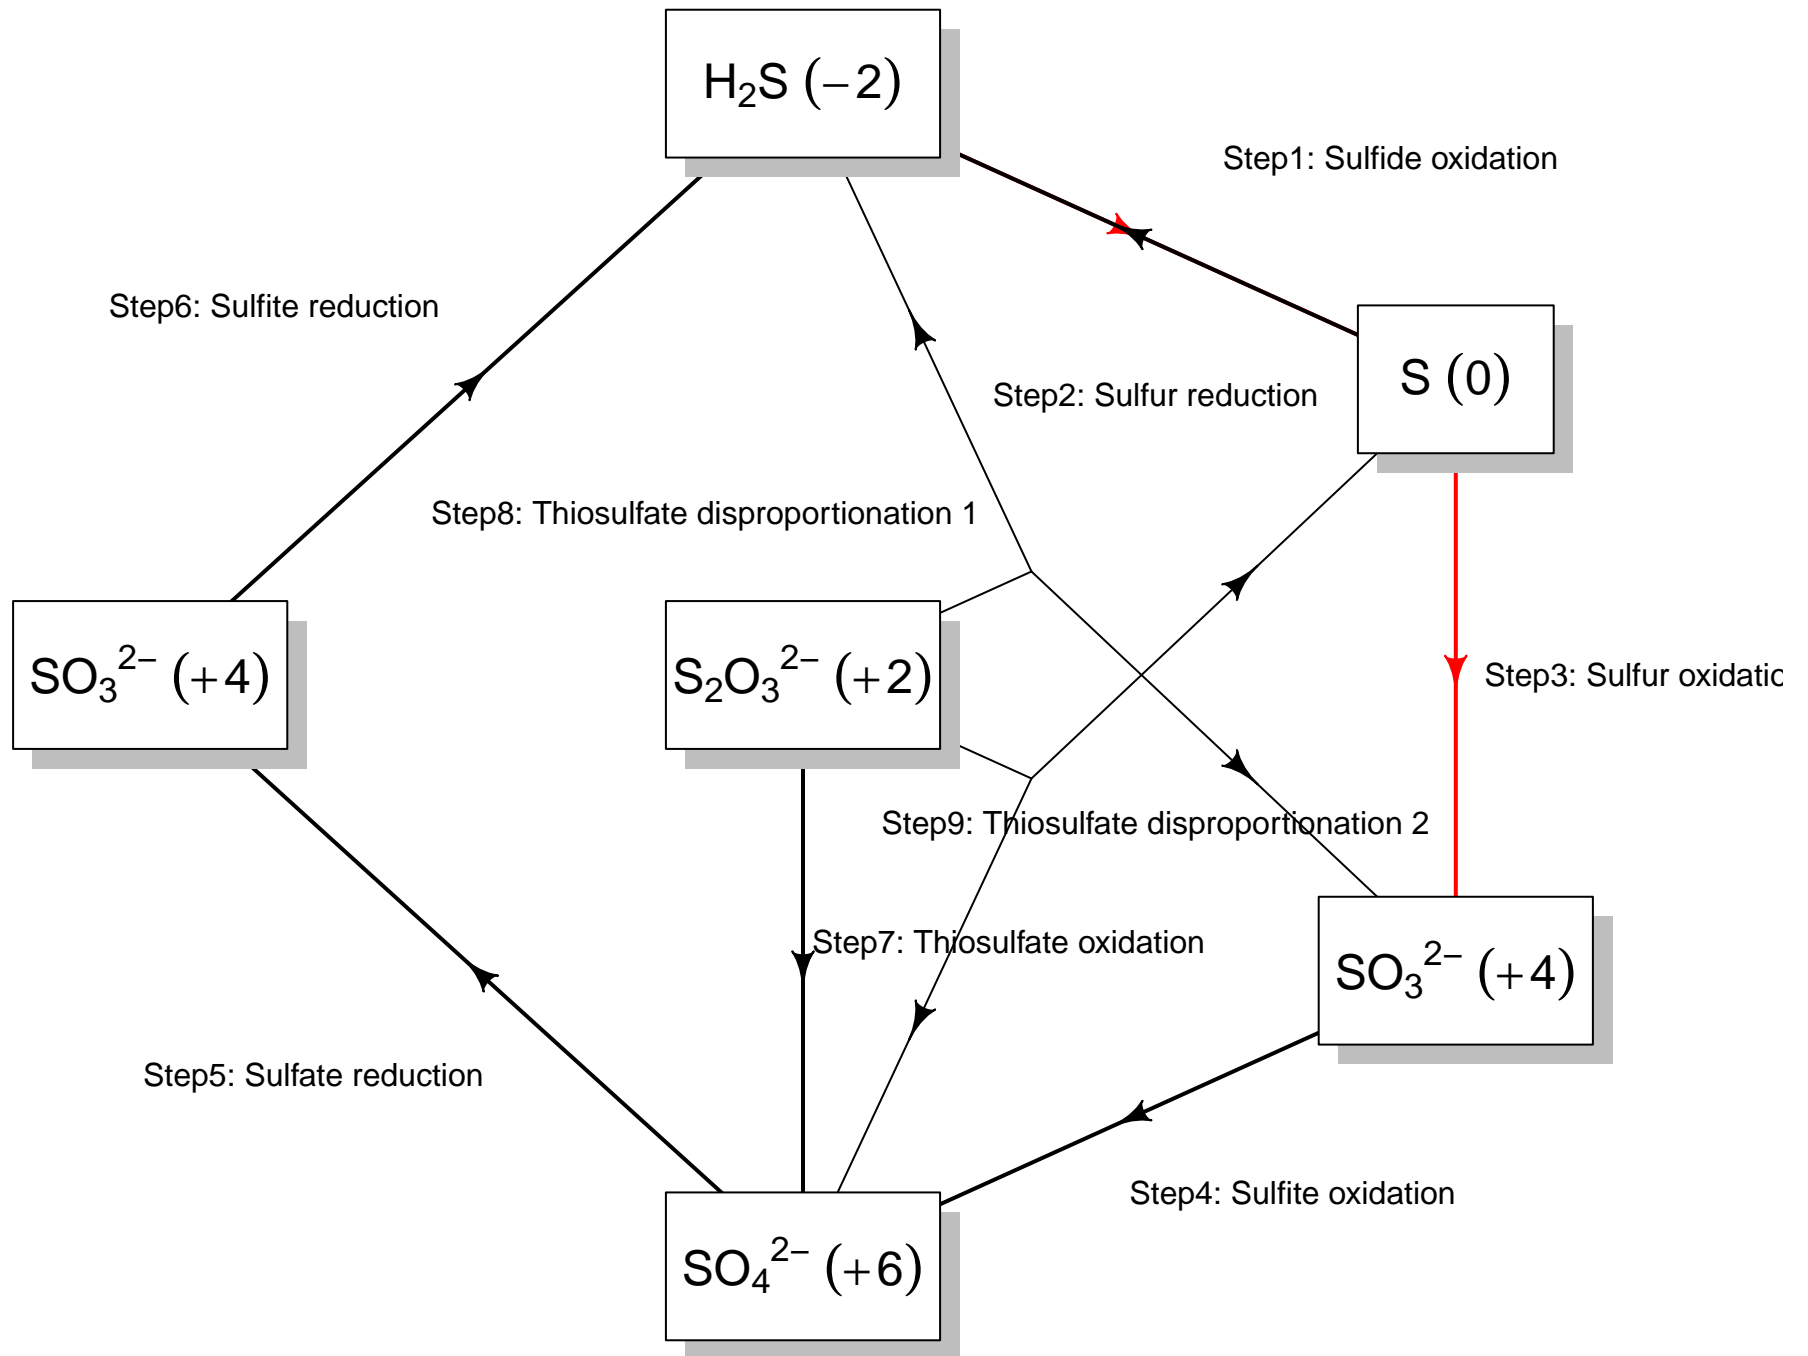 H₂S (−2)
Step1: Sulfide oxidation
Step6: Sulfite reduction
S (0)
Step2: Sulfur reduction
Step8: Thiosulfate disproportionation 1
SO₃²⁻ (+4)
S₂O₃²⁻ (+2)
Step3: Sulfur oxidatic
Step9: Thiosulfate disproportionation 2
Step7: Thiosulfate oxidation
SO₃²⁻ (+4)
Step5: Sulfate reduction
Step4: Sulfite oxidation
SO₄²⁻ (+6)